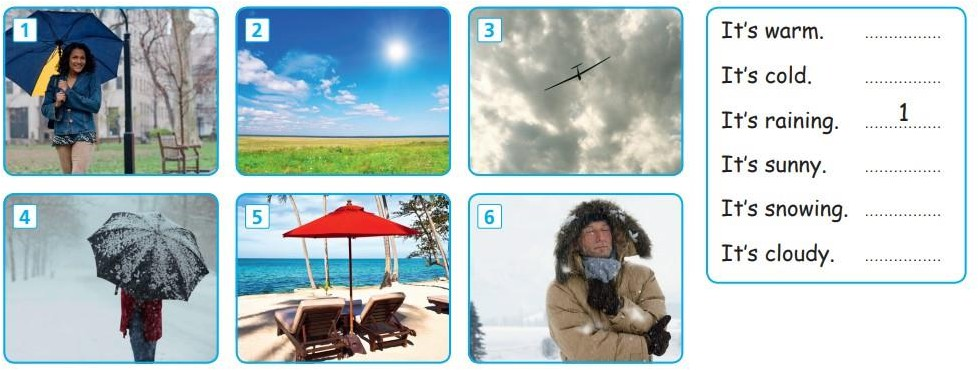 1
2
3
4
5
6
It's warm. ................
It's cold. ................
It's raining. ......1.........
It's sunny. ................
It's snowing. ................
It's cloudy. ................